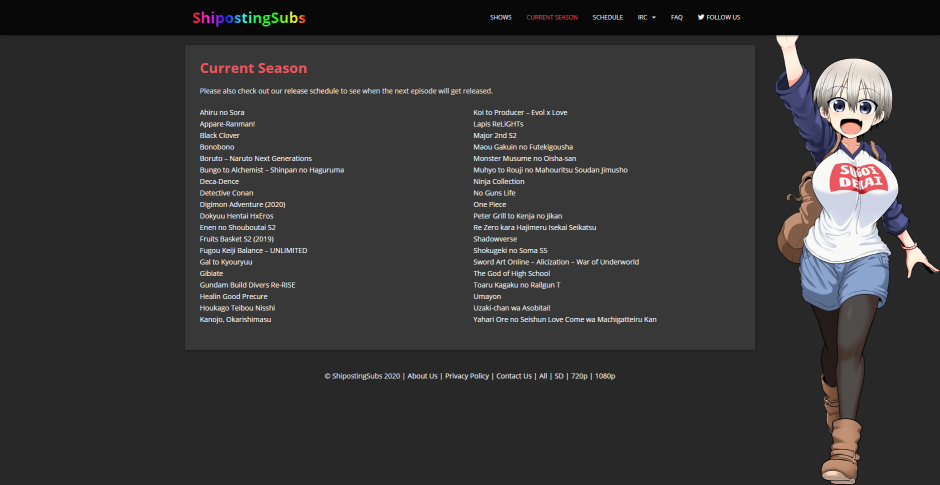 ShipostingSubs
SHOWS
CURRENT SEASON
SCHEDULE
IRC
FAQ
FOLLOW US
Current Season
Please also check out our release schedule to see when the next episode will get released.
Ahiru no Sora
Appare-Ranman!
Black Clover
Bonobono
Boruto – Naruto Next Generations
Bungo to Alchemist – Shinpan no Haguruma
Deca-Dence
Detective Conan
Digimon Adventure (2020)
Dokyuu Hentai HxEros
Enen no Shouboutai S2
Fruits Basket S2 (2019)
Fugou Keiji Balance – UNLIMITED
Gal to Kyouryuu
Gibiate
Gundam Build Divers Re-RISE
Healin Good Precure
Houkago Teibou Nisshi
Kanojo, Okarishimasu
Koi to Producer – Evol x Love
Lapis ReLiGHTs
Major 2nd S2
Maou Gakuin no Futekigousha
Monster Musume no Oisha-san
Muhyo to Rouji no Mahouritsu Soudan Jimusho
Ninja Collection
No Guns Life
One Piece
Peter Grill to Kenja no Jikan
Re Zero kara Hajimeru Isekai Seikatsu
Shadowverse
Shokugeki no Soma S5
Sword Art Online – Alicization – War of Underworld
The God of High School
Toaru Kagaku no Railgun T
Umayon
Uzaki-chan wa Asobitai!
Yahari Ore no Seishun Love Come wa Machigatteiru Kan
SUGOI
DEKAI
© ShipostingSubs 2020 | About Us | Privacy Policy | Contact Us | All | SD | 720p | 1080p